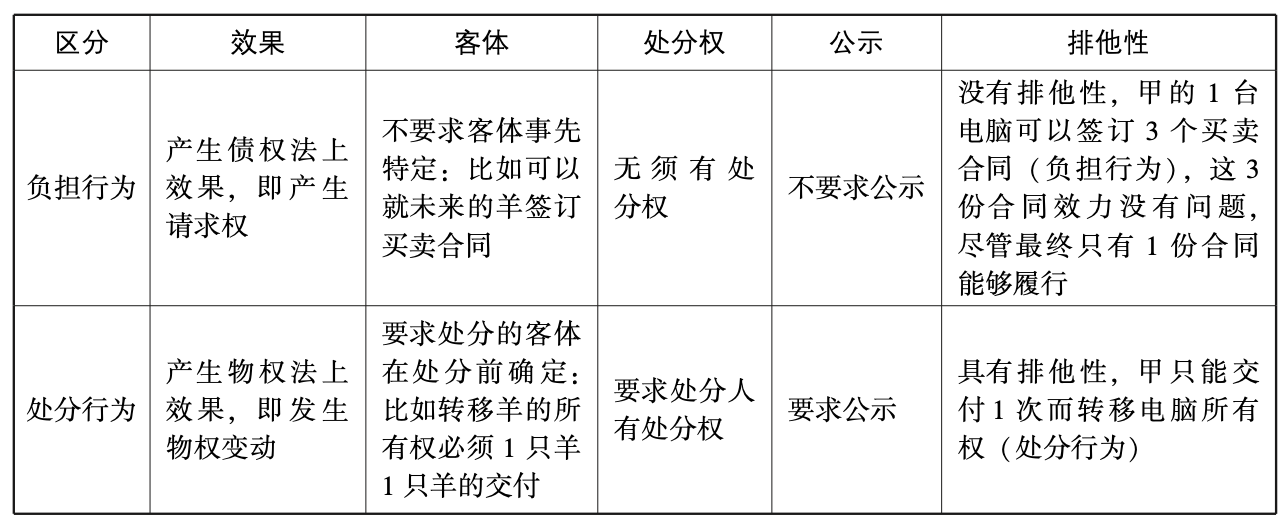 区分
效果
客体
处分权
公示
排他性
负担行为
产生债权法上
效果，即产生
请求权
不要求客体事先
特定：比如可以
就未来的羊签订
买卖合同
无须有处
分权
不要求公示
没有排他性，甲的1台
电脑可以签订3个买卖
合同（负担行为），这3
份合同效力没有问题，
尽管最终只有1份合同
能够履行
处分行为
产生物权法上
效果，即发生
物权变动
要求处分的客体
在处分前确定：
比如转移羊的所
有权必须1只羊
1只羊的交付
要求处分人
有处分权
要求公示
具有排他性，甲只能交
付1次而转移电脑所有
权（处分行为）